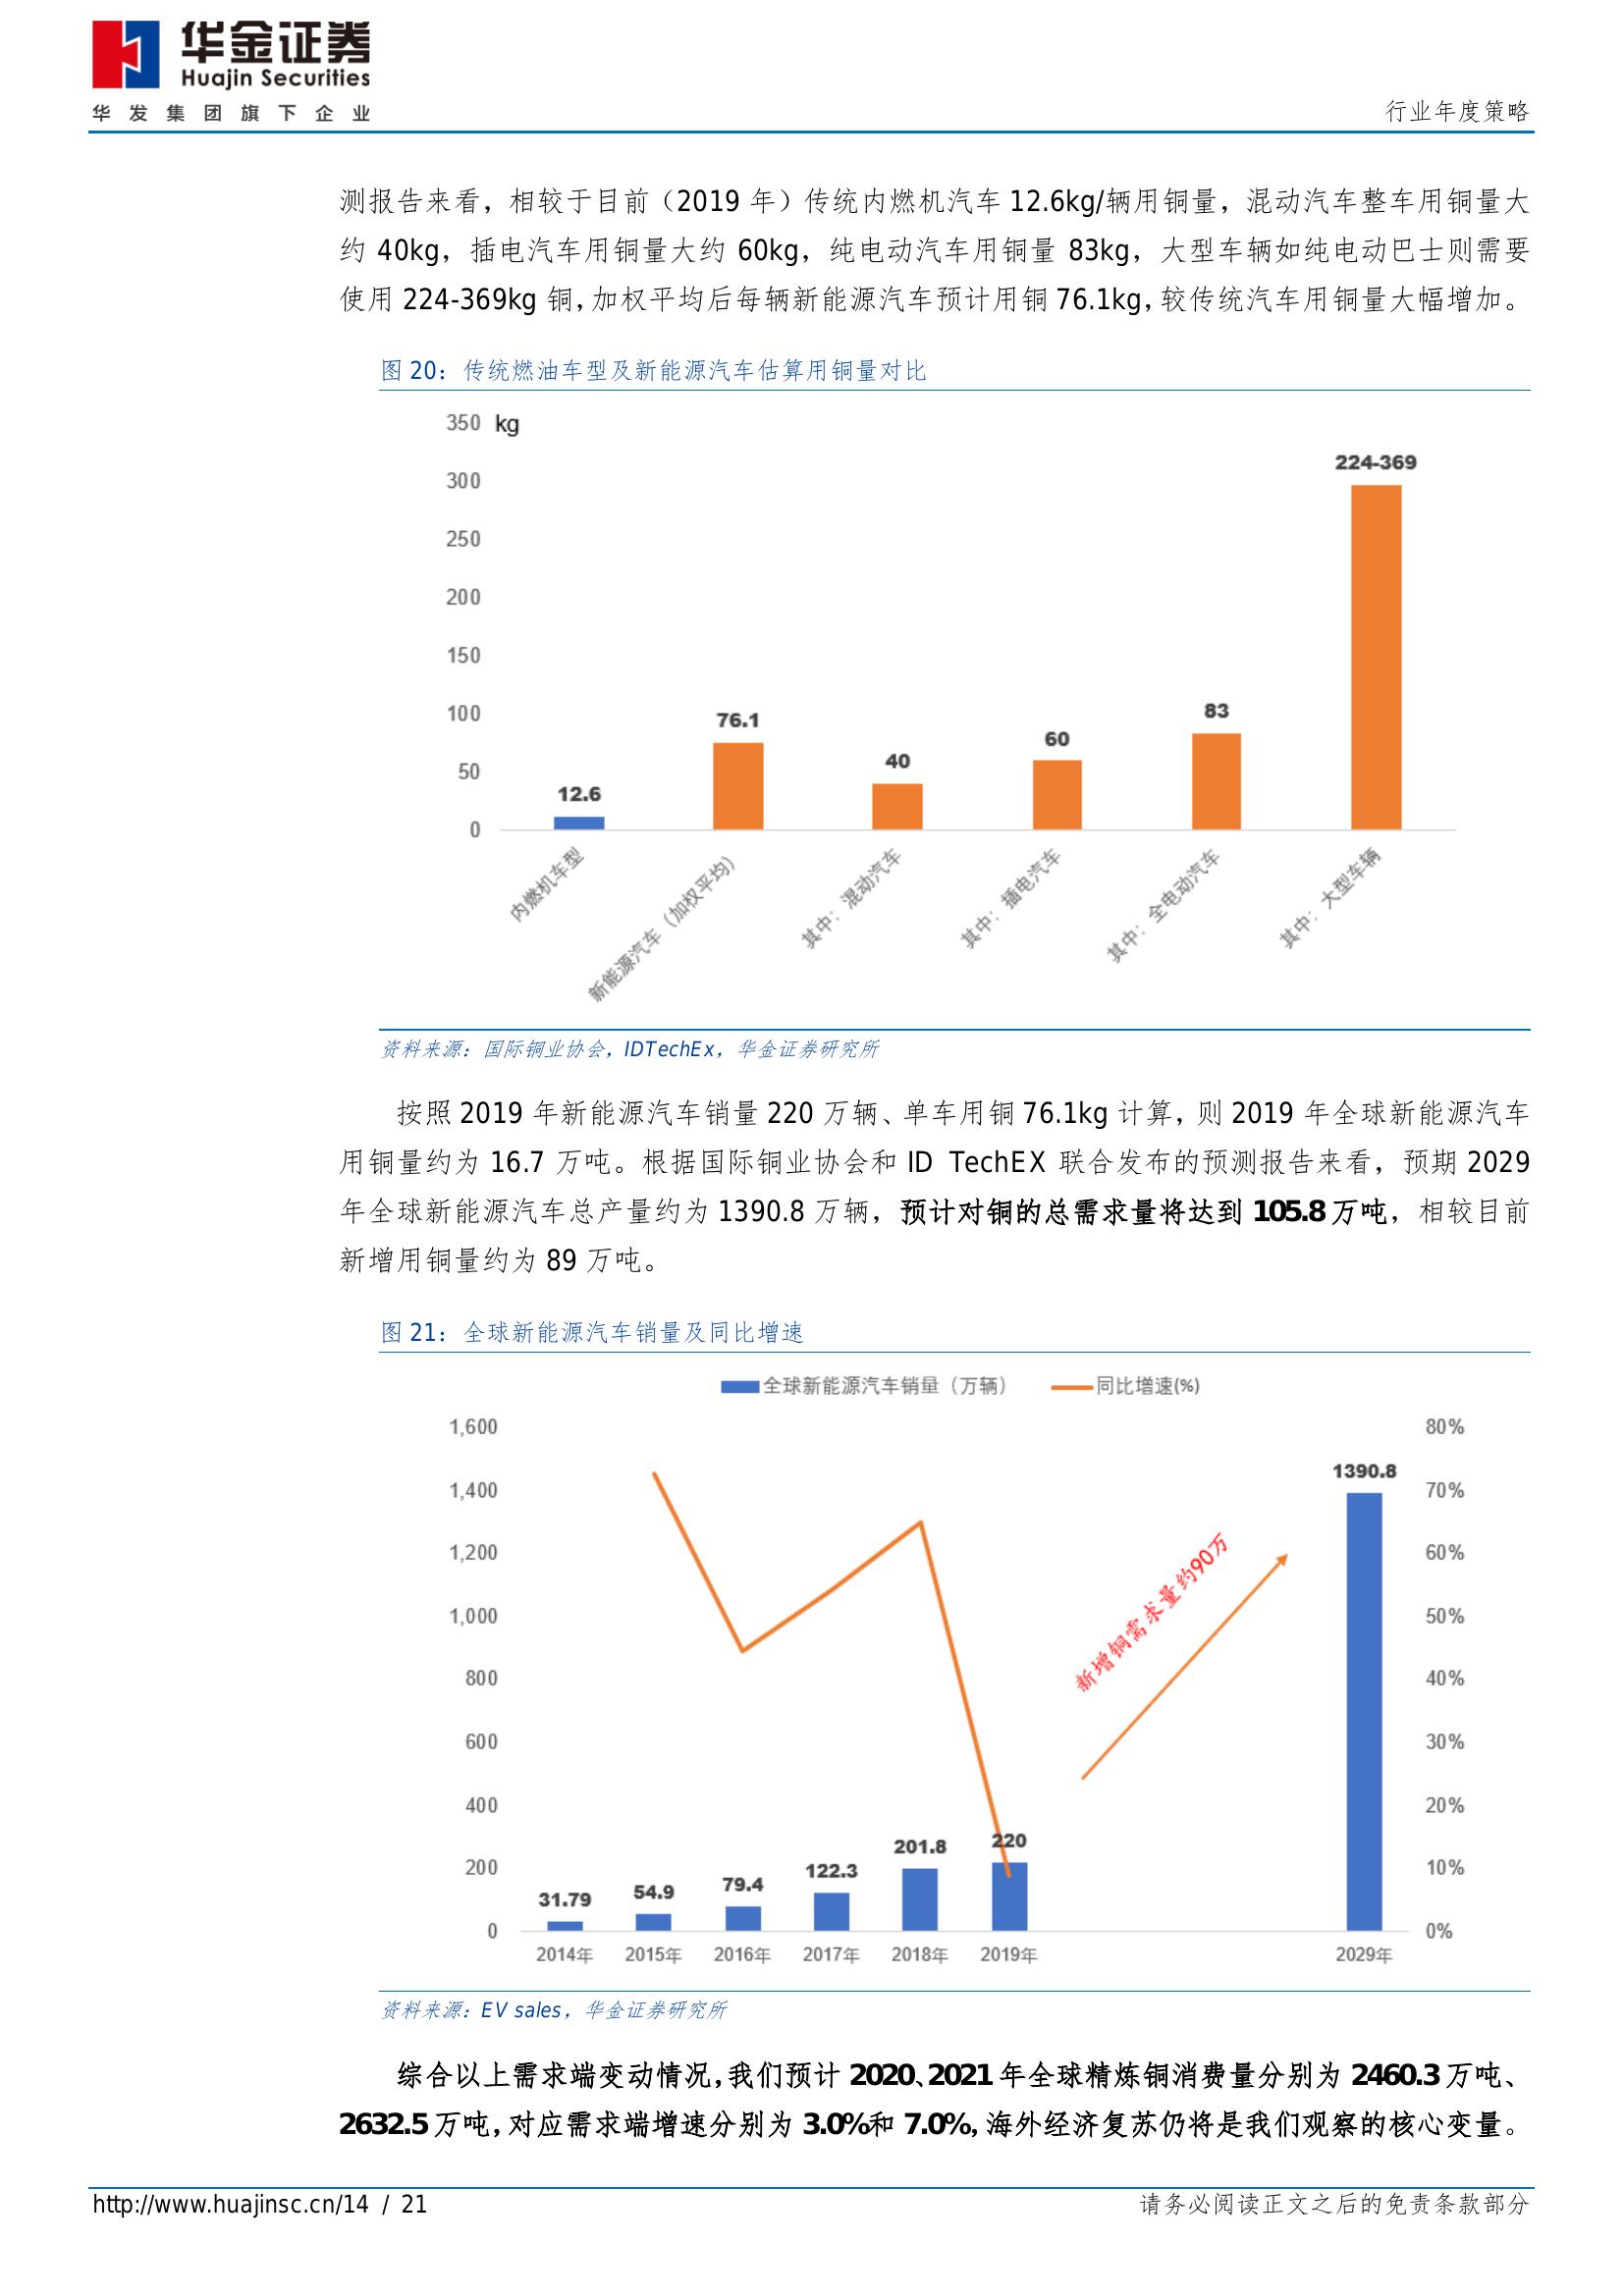 华金证券
Huajin Securities
华发集团旗下企业
行业年度策略
测报告来看，相较于目前（2019 年）传统内燃机汽车 12.6kg/辆用铜量，混动汽车整车用铜量大
约 40kg，插电汽车用铜量大约 60kg，纯电动汽车用铜量 83kg，大型车辆如纯电动巴士则需要
使用 224-369kg 铜，加权平均后每辆新能源汽车预计用铜 76.1kg，较传统汽车用铜量大幅增加。
图 20：传统燃油车型及新能源汽车估算用铜量对比
350 kg
300
250
200
150
100
50
0
12.6
76.1
40
60
83
224-369
内燃机车型
新能源汽车（加权平均）
其中：混动汽车
其中：插电汽车
其中：全电动汽车
其中：大型车辆
资料来源：国际铜业协会，IDTechEx，华金证券研究所
按照 2019 年新能源汽车销量 220 万辆、单车用铜 76.1kg 计算，则 2019 年全球新能源汽车
用铜量约为 16.7 万吨。根据国际铜业协会和 ID TechEX 联合发布的预测报告来看，预期 2029
年全球新能源汽车总产量约为 1390.8 万辆，预计对铜的总需求量将达到 105.8 万吨，相较目前
新增用铜量约为 89 万吨。
图 21：全球新能源汽车销量及同比增速
全球新能源汽车销量（万辆） 同比增速(%)
1,600
1,400
1,200
1,000
800
600
400
200
0
80%
70%
60%
50%
40%
30%
20%
10%
0%
31.79
54.9
79.4
122.3
201.8
220
1390.8
新增铜需求量约90万
2014年
2015年
2016年
2017年
2018年
2019年
2029年
资料来源：EV sales，华金证券研究所
综合以上需求端变动情况，我们预计 2020、2021 年全球精炼铜消费量分别为 2460.3 万吨、
2632.5 万吨，对应需求端增速分别为 3.0%和 7.0%，海外经济复苏仍将是我们观察的核心变量。
http://www.huajinsc.cn/14 / 21
请务必阅读正文之后的免责条款部分